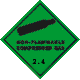 NON-FLAMMABLE
COMPRESSED GAS
2.4